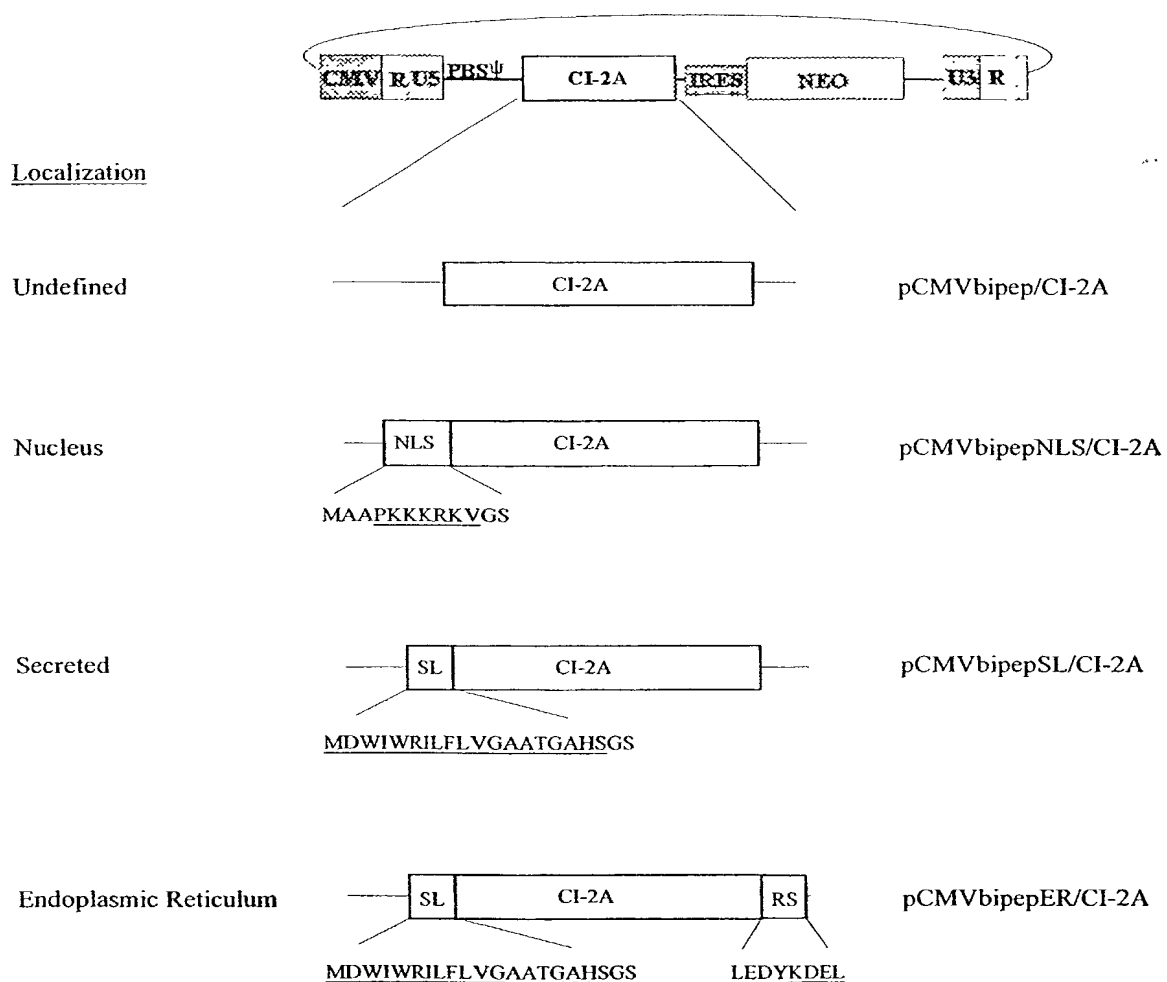 CMV R U5 PBSΨ CI-2A IRES NEO U3 R
Localization
Undefined CI-2A pCMVbipep/CI-2A
Nucleus NLS CI-2A pCMVbipepNLS/CI-2A
MAAPKKKRKVGS
Secreted SL CI-2A pCMVbipepSL/CI-2A
MDWIWRILFLVGAATGAHSGS
Endoplasmic Reticulum SL CI-2A RS pCMVbipepER/CI-2A
MDWIWRILFLVGAATGAHSGS LEDYKDEL